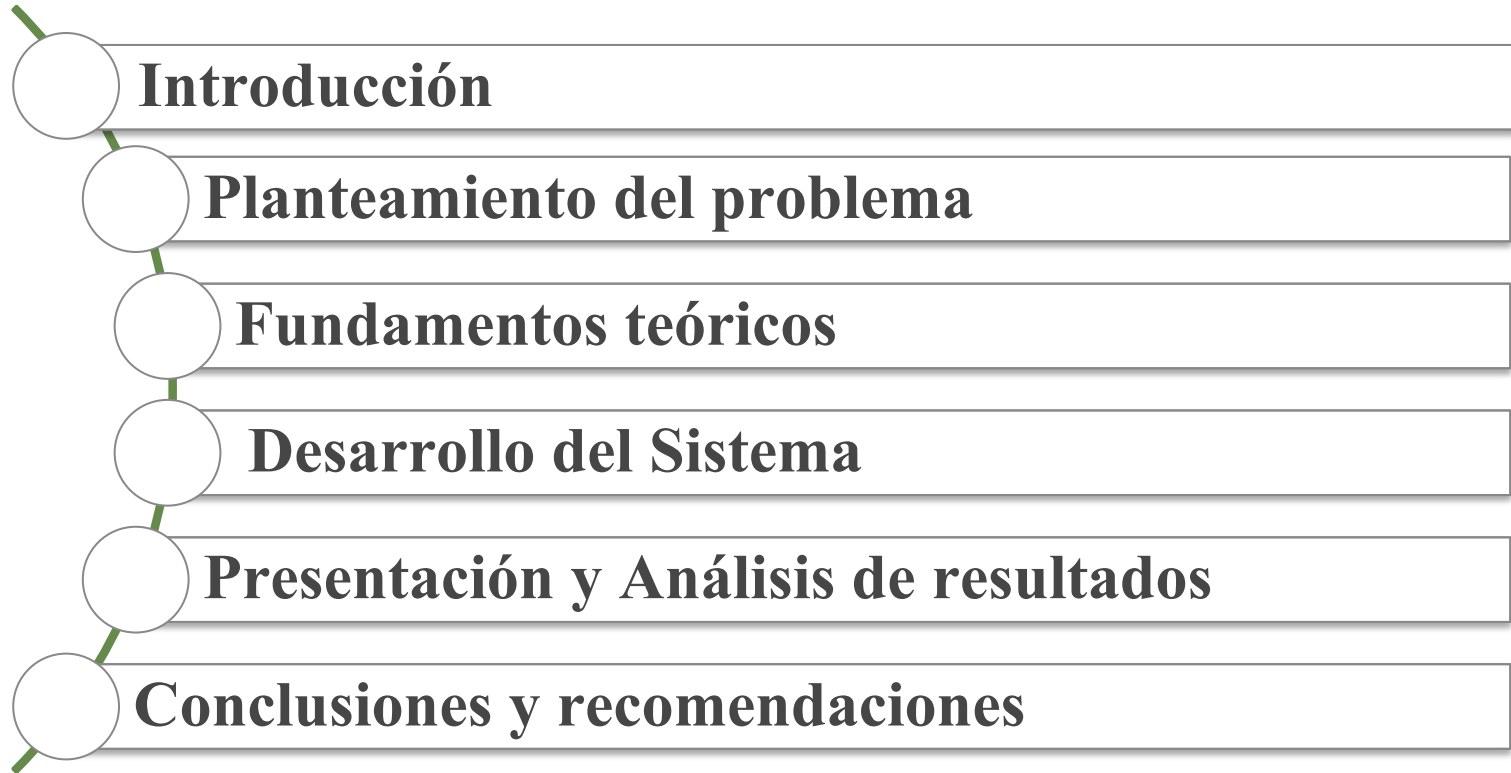 Introducción
Planteamiento del problema
Fundamentos teóricos
Desarrollo del Sistema
Presentación y Análisis de resultados
Conclusiones y recomendaciones